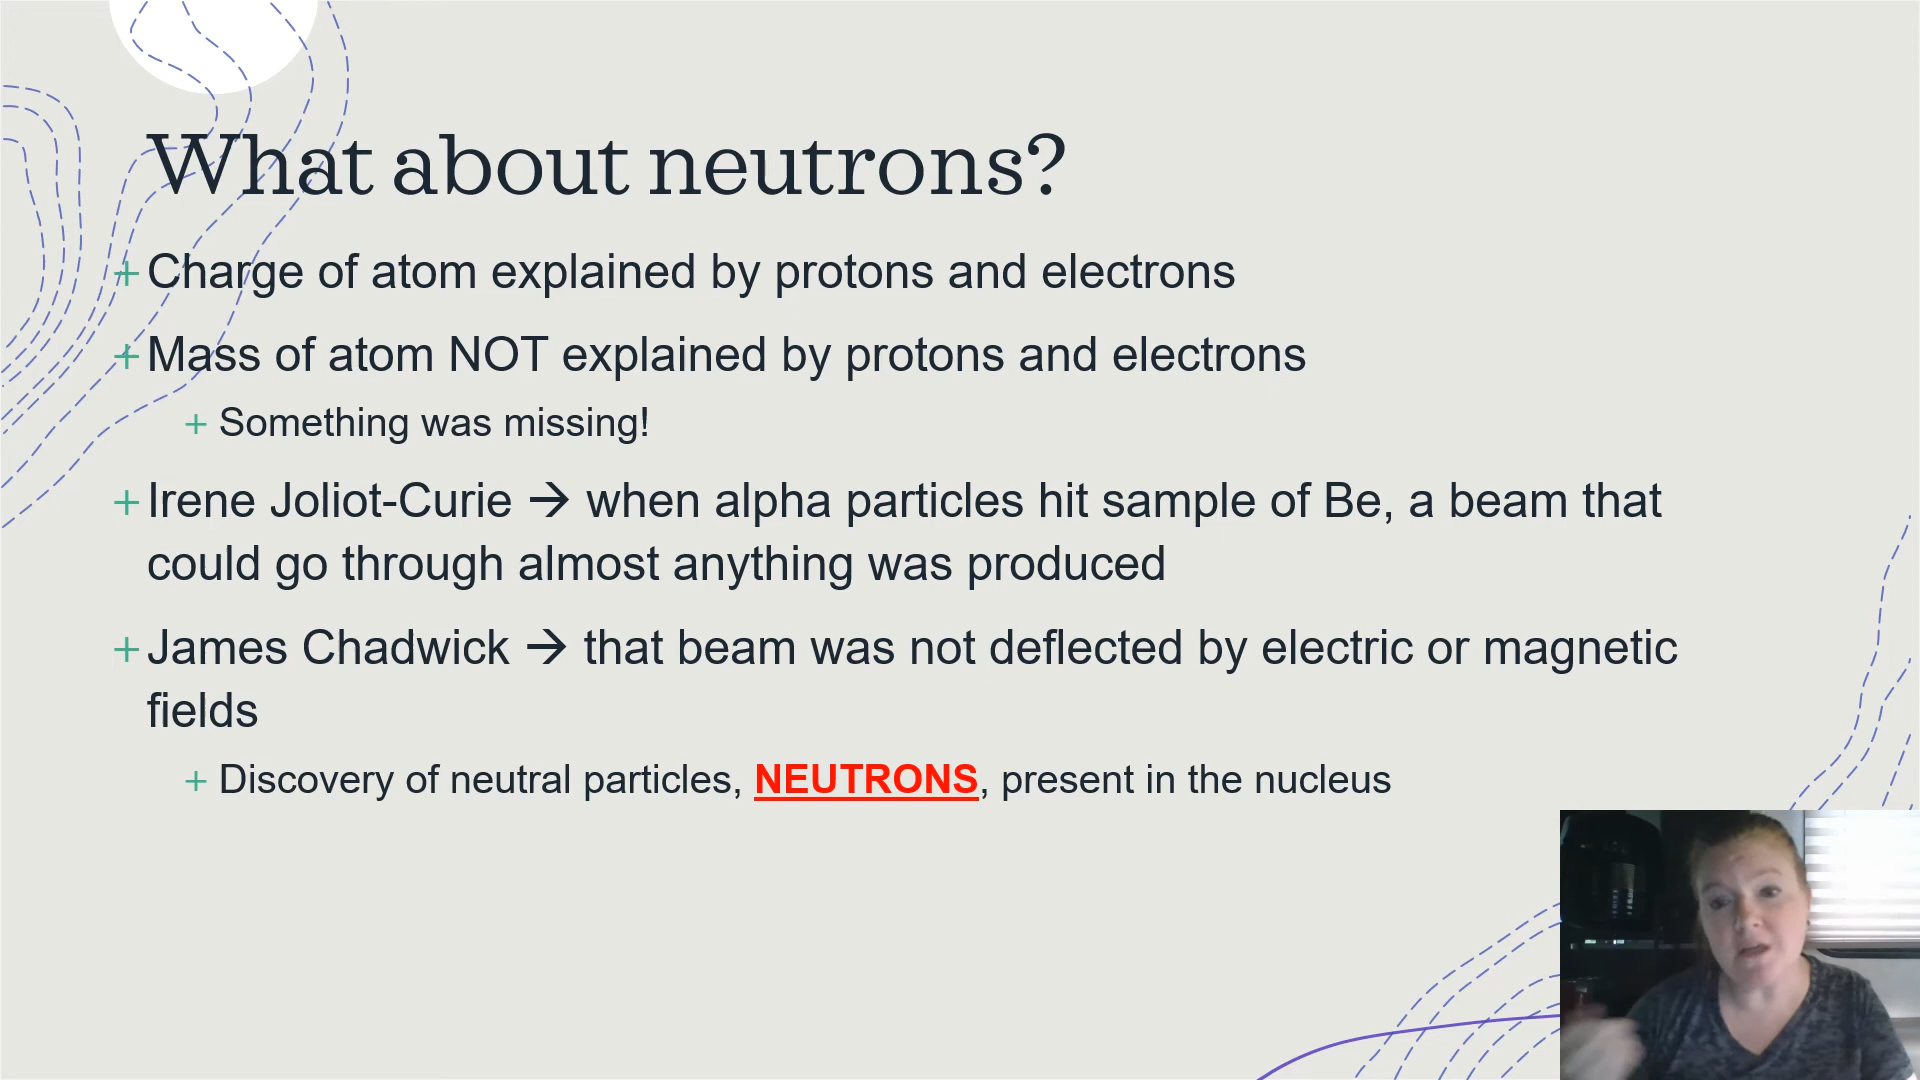 What about neutrons?
+ Charge of atom explained by protons and electrons
+ Mass of atom NOT explained by protons and electrons
+ Something was missing!
+ Irene Joliot-Curie → when alpha particles hit sample of Be, a beam that
could go through almost anything was produced
+ James Chadwick → that beam was not deflected by electric or magnetic
fields
+ Discovery of neutral particles, NEUTRONS, present in the nucleus